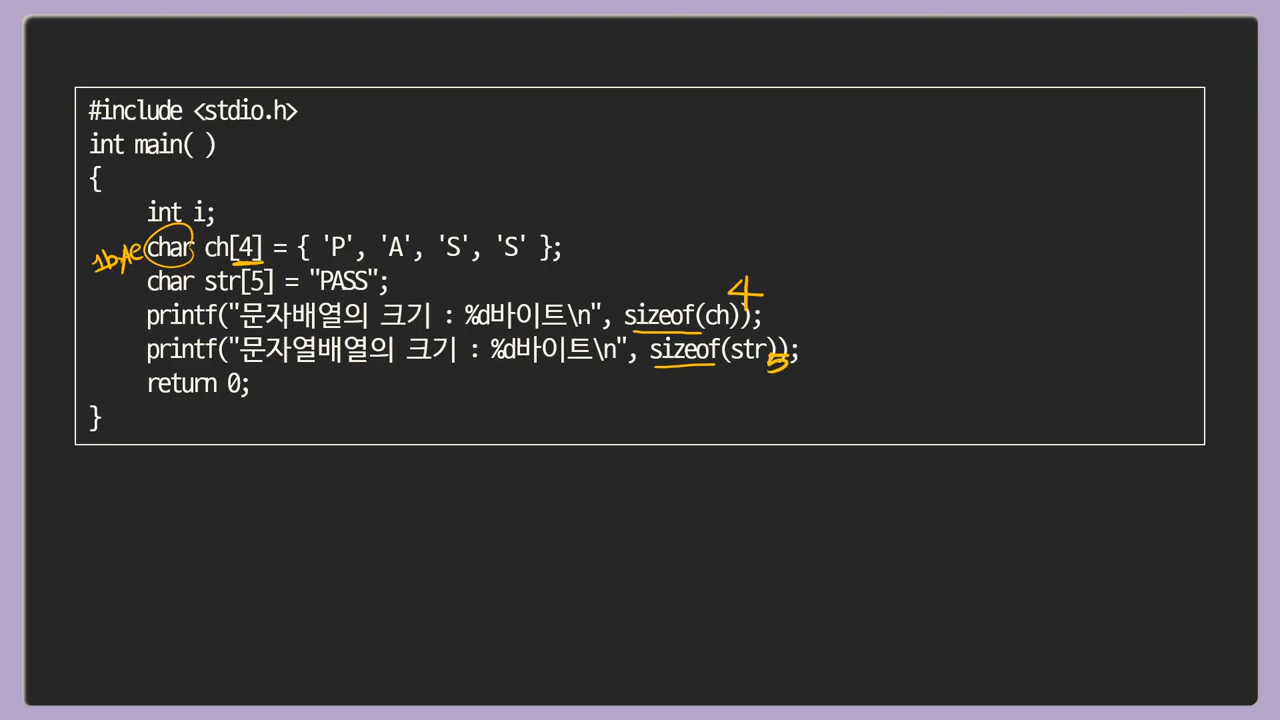 #include <stdio.h>
int main( )
{
int i;
1byte char ch[4] = { 'P', 'A', 'S', 'S' };
char str[5] = "PASS";
4
printf("문자배열의 크기 : %d바이트\n", sizeof(ch));
printf("문자열배열의 크기 : %d바이트\n", sizeof(str));
5
return 0;
}